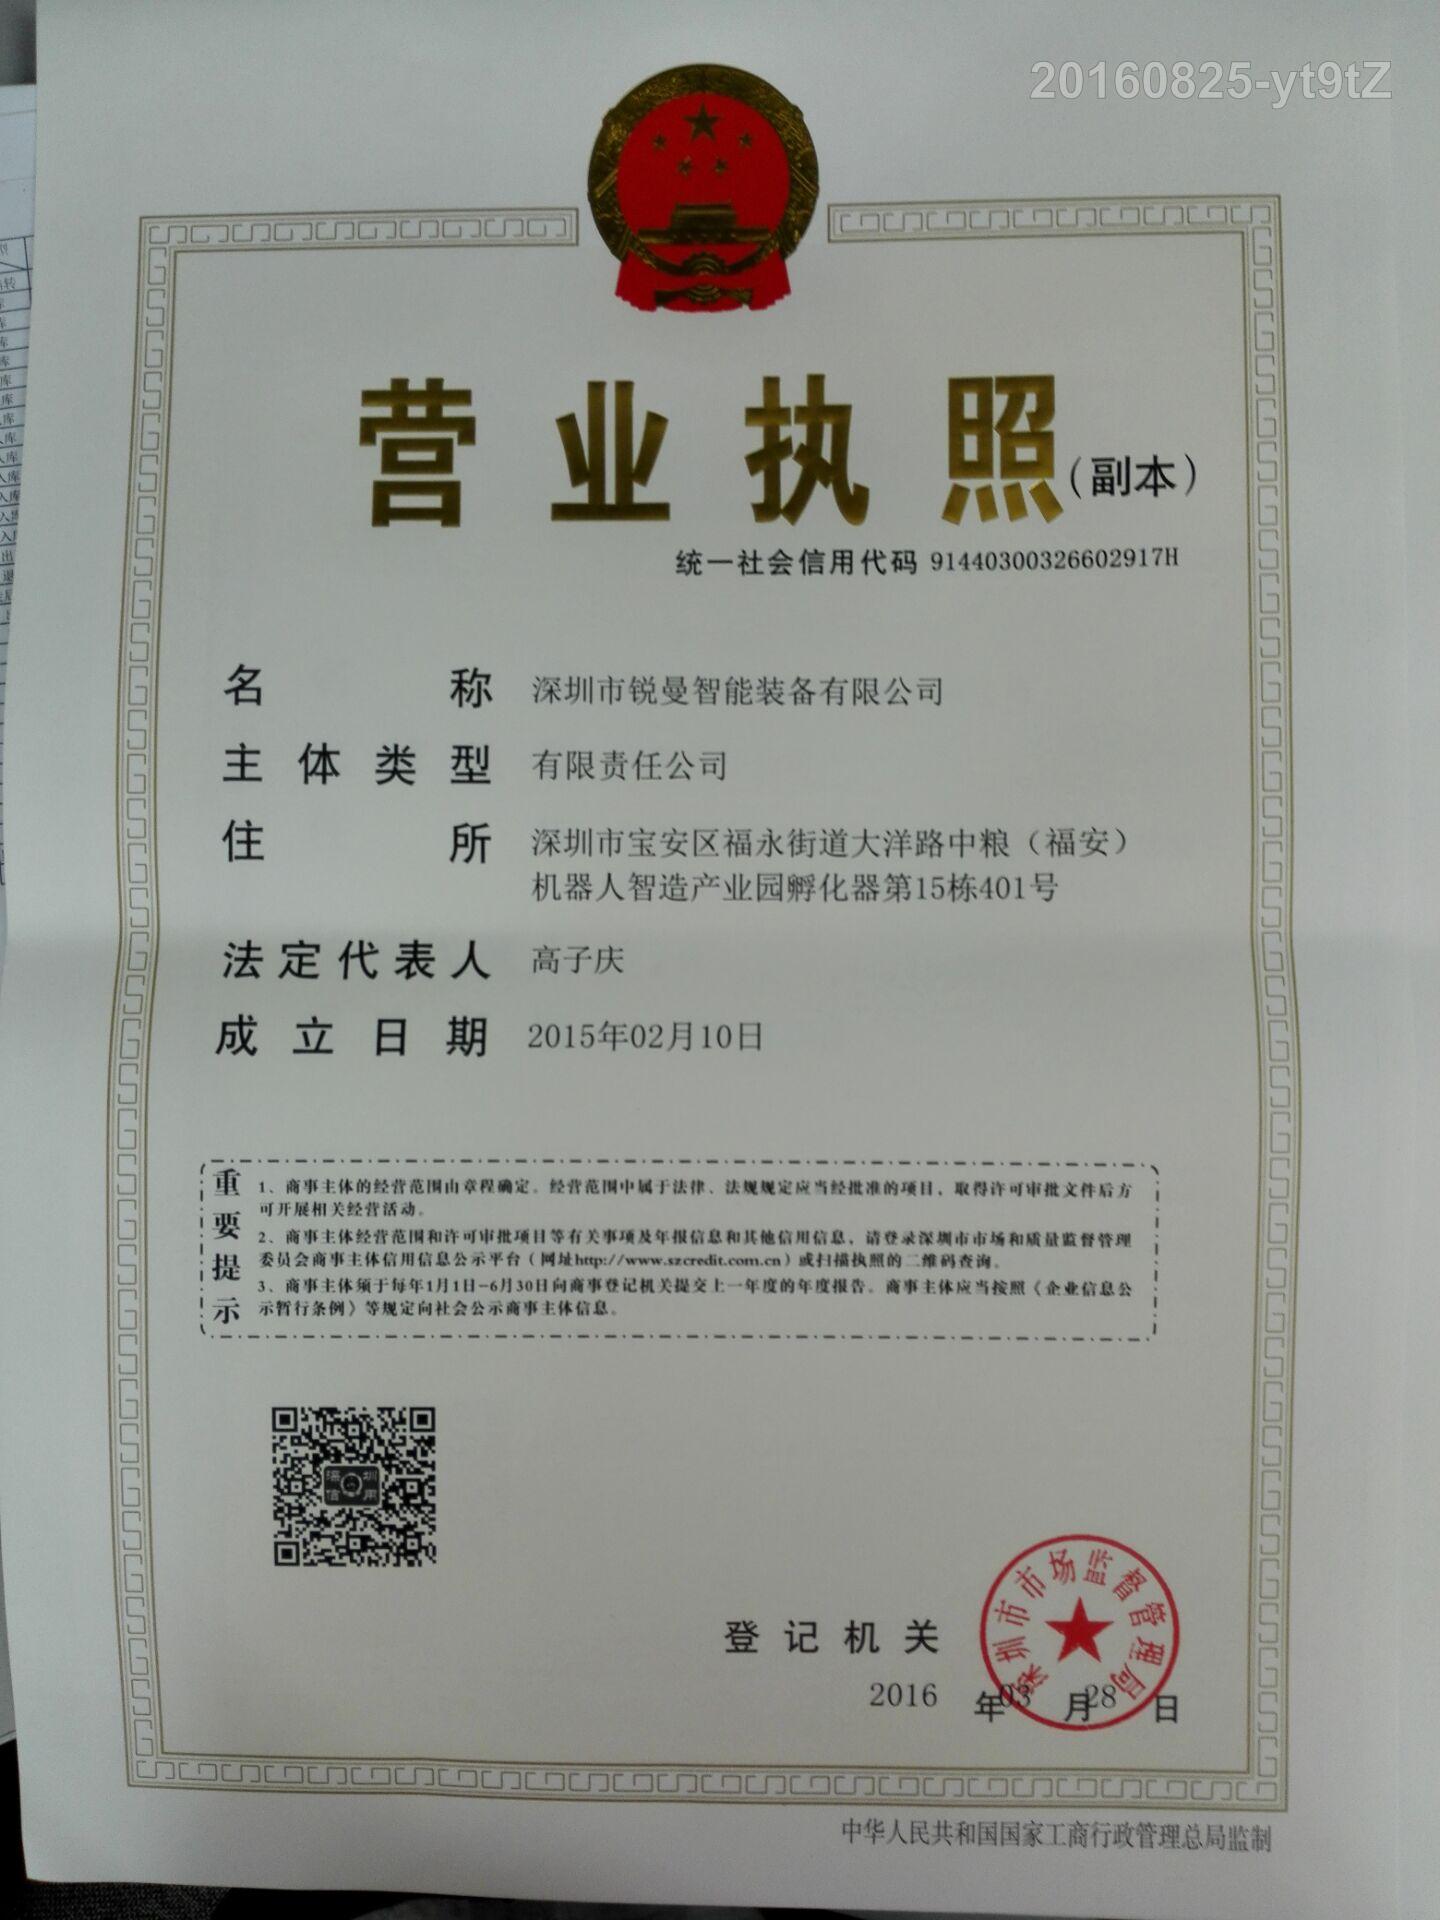 20160825-yt9tZ
营业执照(副本)
统一社会信用代码 91440300326602917H
名称 深圳市锐曼智能装备有限公司
主体类型 有限责任公司
住所 深圳市宝安区福永街道大洋路中粮（福安）
机器人智造产业园孵化器第15栋401号
法定代表人 高子庆
成立日期 2015年02月10日
重要提示
1、商事主体的经营范围由章程确定。经营范围中属于法律、法规规定应当经批准的项目，取得许可审批文件后方
可开展相关经营活动。
2、商事主体经营范围和许可审批项目等有关事项及年报信息和其他信用信息，请登录深圳市市场和质量监督管理
委员会商事主体信用信息公示平台（网址http://www.szcredit.com.cn）或扫描执照的二维码查询。
3、商事主体须于每年1月1日-6月30日向商事登记机关提交上一年度的年度报告。商事主体应当按照《企业信息公
示暂行条例》等规定向社会公示商事主体信息。
深圳
信用
深圳市市场监督管理局
登记机关
2016年03月28日
中华人民共和国国家工商行政管理总局监制